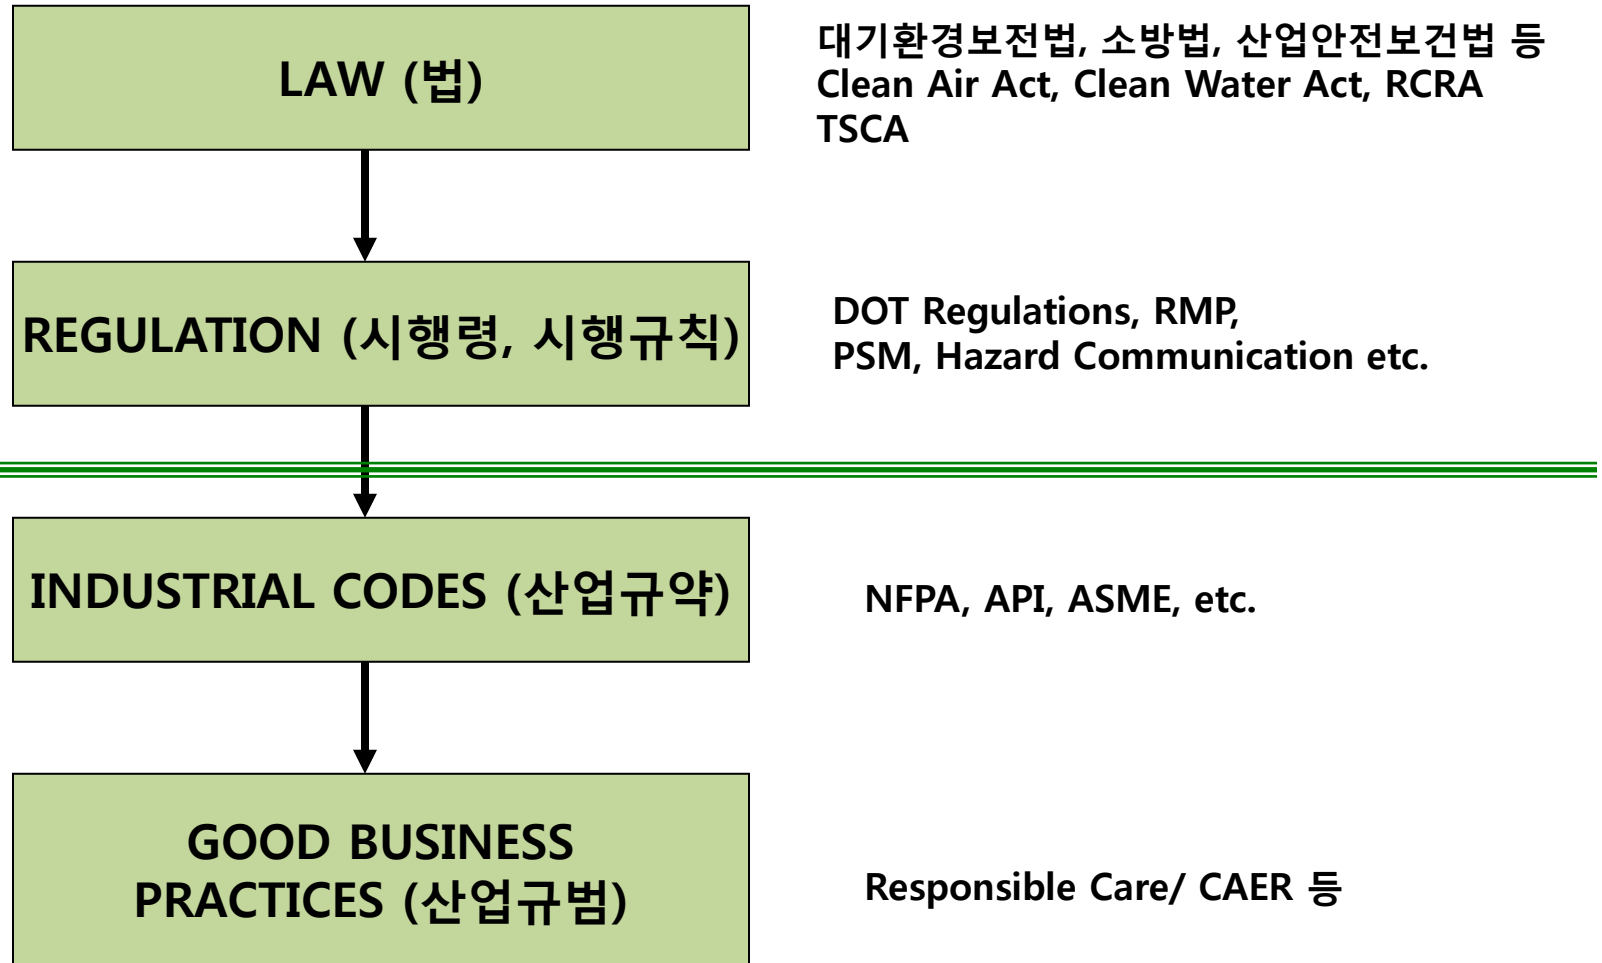 LAW (법)
대기환경보전법, 소방법, 산업안전보건법 등
Clean Air Act, Clean Water Act, RCRA
TSCA
REGULATION (시행령, 시행규칙)
DOT Regulations, RMP,
PSM, Hazard Communication etc.
INDUSTRIAL CODES (산업규약)
NFPA, API, ASME, etc.
GOOD BUSINESS
PRACTICES (산업규범)
Responsible Care/ CAER 등